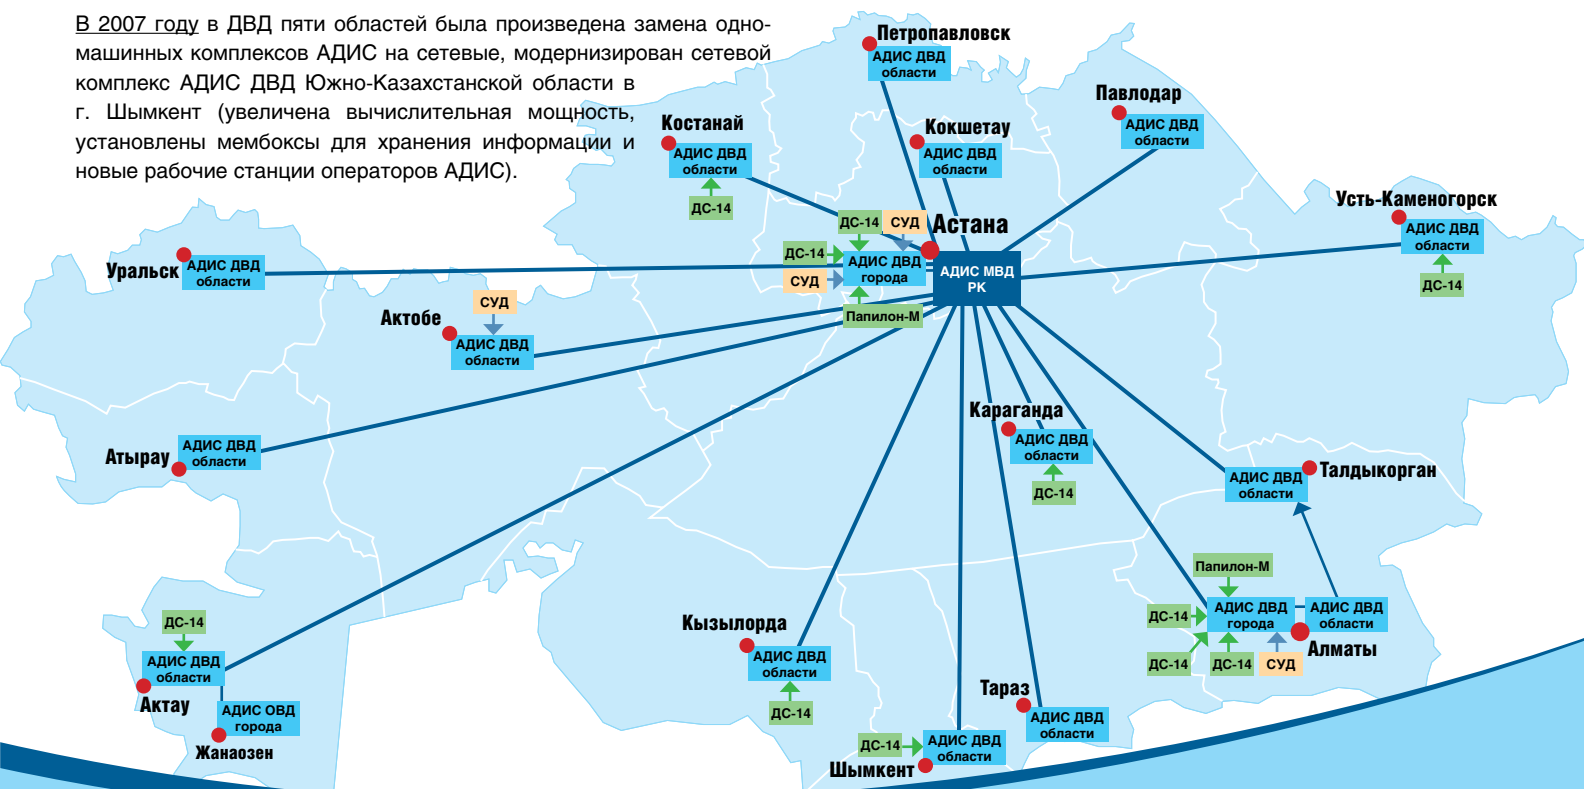 В 2007 году в ДВД пяти областей была произведена замена одно-
машинных комплексов АДИС на сетевые, модернизирован сетевой
комплекс АДИС ДВД Южно-Казахстанской области в
г. Шымкент (увеличена вычислительная мощность,
установлены мембоксы для хранения информации и
новые рабочие станции операторов АДИС).
Петропавловск
АДИС ДВД
области
Павлодар
АДИС ДВД
области
Костанай
АДИС ДВД
области
ДС-14
Кокшетау
АДИС ДВД
области
Усть-Каменогорск
АДИС ДВД
области
ДС-14
Астана
ДС-14
СУД
ДС-14
СУД
АДИС ДВД
города
Папилон-М
АДИС МВД
РК
Уральск
АДИС ДВД
области
СУД
Актобе
АДИС ДВД
области
Атырау
АДИС ДВД
области
Караганда
АДИС ДВД
области
ДС-14
Талдыкорган
АДИС ДВД
области
Папилон-М
ДС-14
АДИС ДВД
города
АДИС ДВД
области
Алматы
ДС-14
ДС-14
СУД
ДС-14
АДИС ДВД
области
Актау
АДИС ОВД
города
Жанаозен
Кызылорда
АДИС ДВД
области
ДС-14
Тараз
АДИС ДВД
области
ДС-14
АДИС ДВД
области
Шымкент